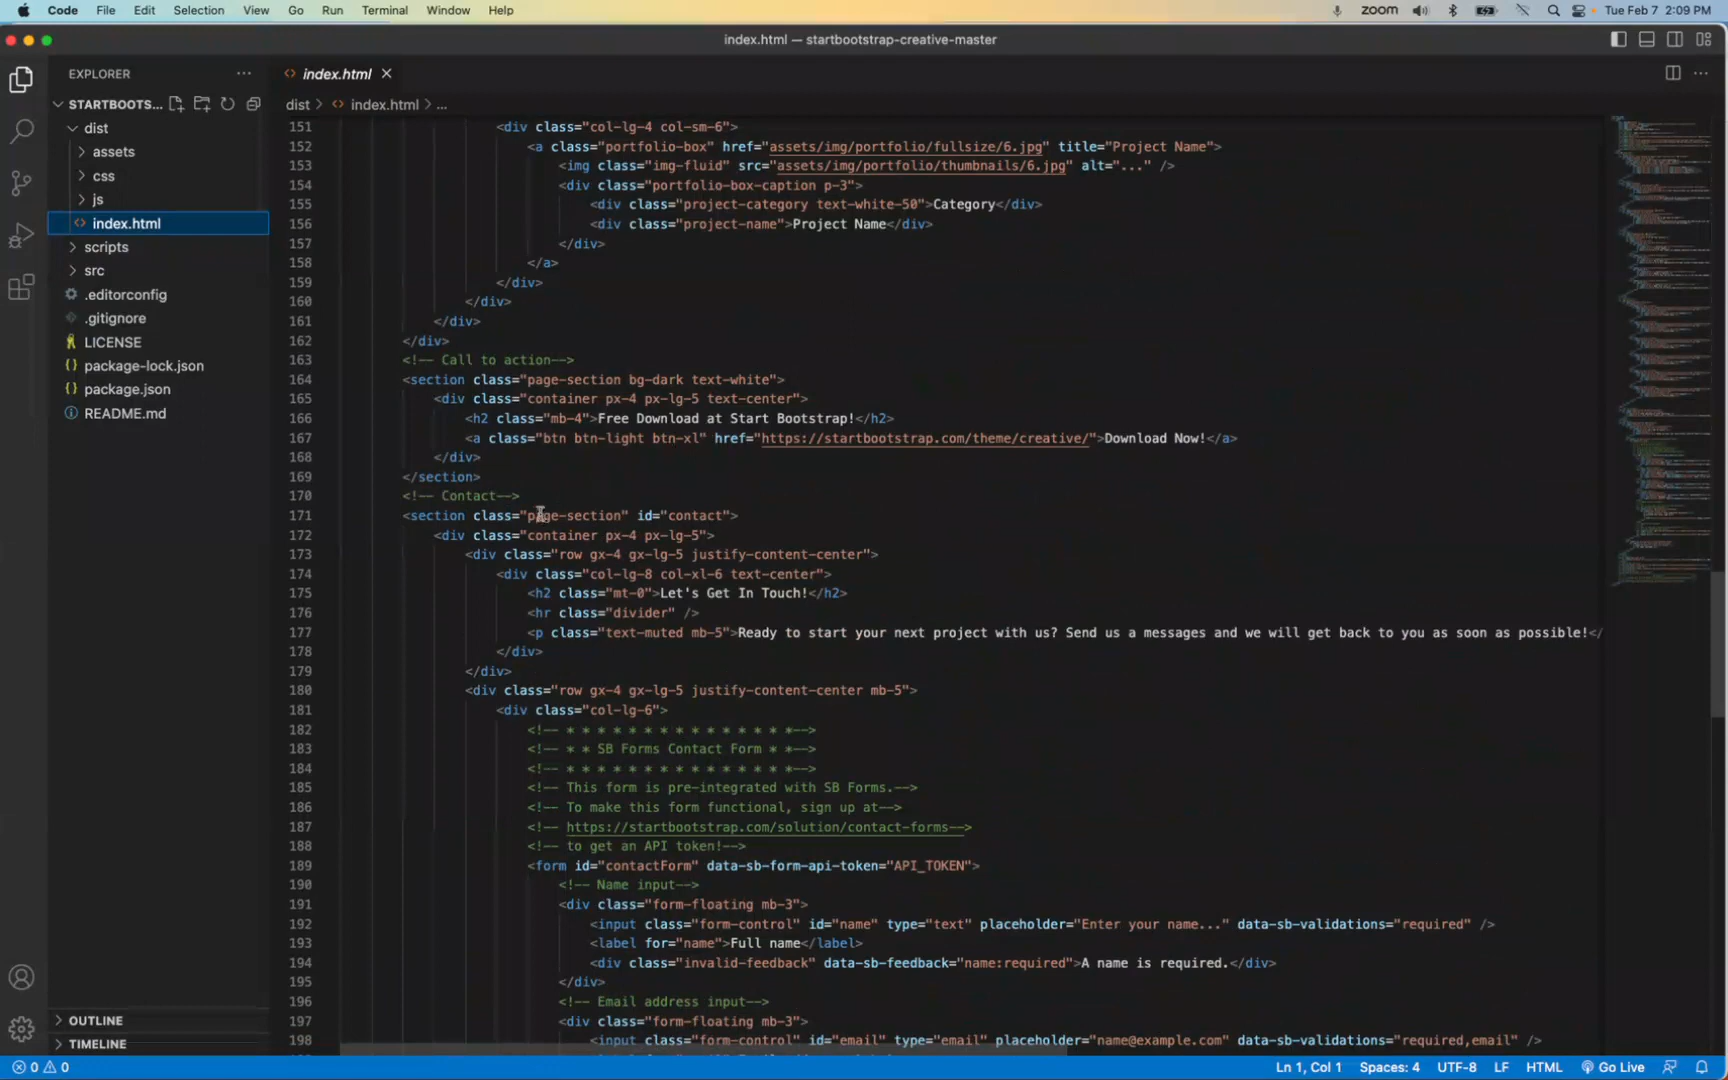 Code File Edit Selection View Go Run Terminal Window Help
zoom Tue Feb 7 2:09 PM
index.html — startbootstrap-creative-master
EXPLORER
STARTBOOTS...
dist
assets
css
js
index.html
scripts
src
.editorconfig
.gitignore
LICENSE
package-lock.json
package.json
README.md
OUTLINE
TIMELINE
index.html
dist > index.html > ...
151 <div class="col-lg-4 col-sm-6">
152 <a class="portfolio-box" href="assets/img/portfolio/fullsize/6.jpg" title="Project Name">
153 <img class="img-fluid" src="assets/img/portfolio/thumbnails/6.jpg" alt="..." />
154 <div class="portfolio-box-caption p-3">
155 <div class="project-category text-white-50">Category</div>
156 <div class="project-name">Project Name</div>
157 </div>
158 </a>
159 </div>
160 </div>
161 </div>
162 </div>
163 <!-- Call to action-->
164 <section class="page-section bg-dark text-white">
165 <div class="container px-4 px-lg-5 text-center">
166 <h2 class="mb-4">Free Download at Start Bootstrap!</h2>
167 <a class="btn btn-light btn-xl" href="https://startbootstrap.com/theme/creative/">Download Now!</a>
168 </div>
169 </section>
170 <!-- Contact-->
171 <section class="page-section" id="contact">
172 <div class="container px-4 px-lg-5">
173 <div class="row gx-4 gx-lg-5 justify-content-center">
174 <div class="col-lg-8 col-xl-6 text-center">
175 <h2 class="mt-0">Let's Get In Touch!</h2>
176 <hr class="divider" />
177 <p class="text-muted mb-5">Ready to start your next project with us? Send us a messages and we will get back to you as soon as possible!</
178 </div>
179 </div>
180 <div class="row gx-4 gx-lg-5 justify-content-center mb-5">
181 <div class="col-lg-6">
182 <!-- * * * * * * * * * * * * * * *-->
183 <!-- * * SB Forms Contact Form * *-->
184 <!-- * * * * * * * * * * * * * * *-->
185 <!-- This form is pre-integrated with SB Forms.-->
186 <!-- To make this form functional, sign up at-->
187 <!-- https://startbootstrap.com/solution/contact-forms-->
188 <!-- to get an API token!-->
189 <form id="contactForm" data-sb-form-api-token="API_TOKEN">
190 <!-- Name input-->
191 <div class="form-floating mb-3">
192 <input class="form-control" id="name" type="text" placeholder="Enter your name..." data-sb-validations="required" />
193 <label for="name">Full name</label>
194 <div class="invalid-feedback" data-sb-feedback="name:required">A name is required.</div>
195 </div>
196 <!-- Email address input-->
197 <div class="form-floating mb-3">
198 <input class="form-control" id="email" type="email" placeholder="name@example.com" data-sb-validations="required,email" />
0 0 Ln 1, Col 1 Spaces: 4 UTF-8 LF HTML Go Live